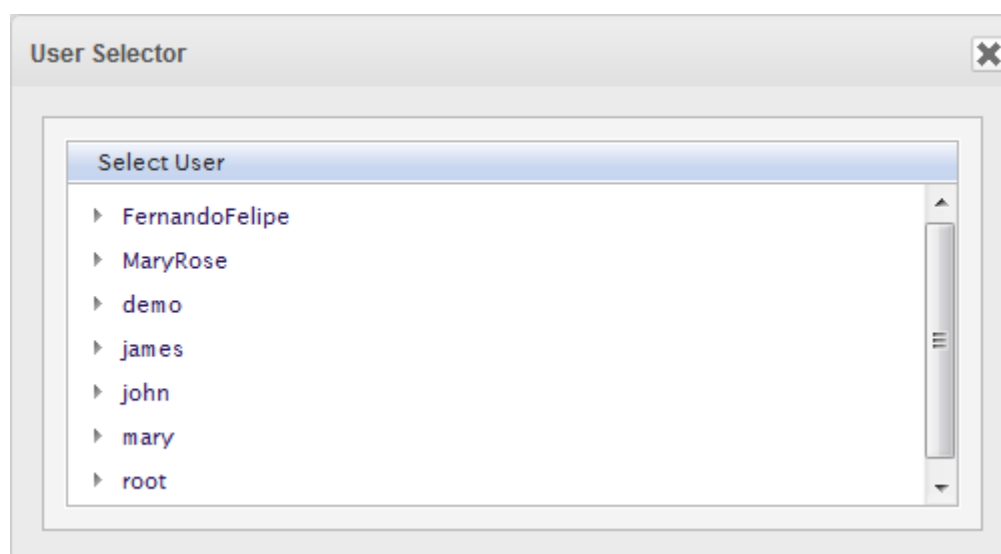 User Selector
Select User
FernandoFelipe
MaryRose
demo
james
john
mary
root